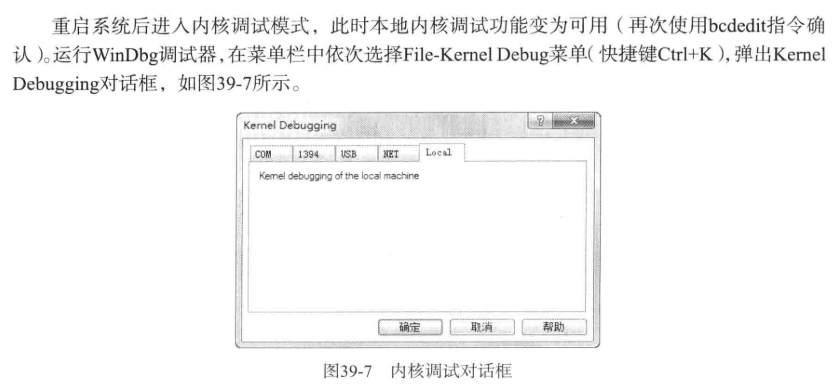 重启系统后进入内核调试模式，此时本地内核调试功能变为可用（再次使用bcdedit指令确
认）。运行WinDbg调试器，在菜单栏中依次选择File-Kernel Debug菜单（快捷键Ctrl+K），弹出Kernel
Debugging对话框，如图39-7所示。
Kernel Debugging
COM 1394 USB NET Local
Kernel debugging of the local machine
确定 取消 帮助
图39-7 内核调试对话框